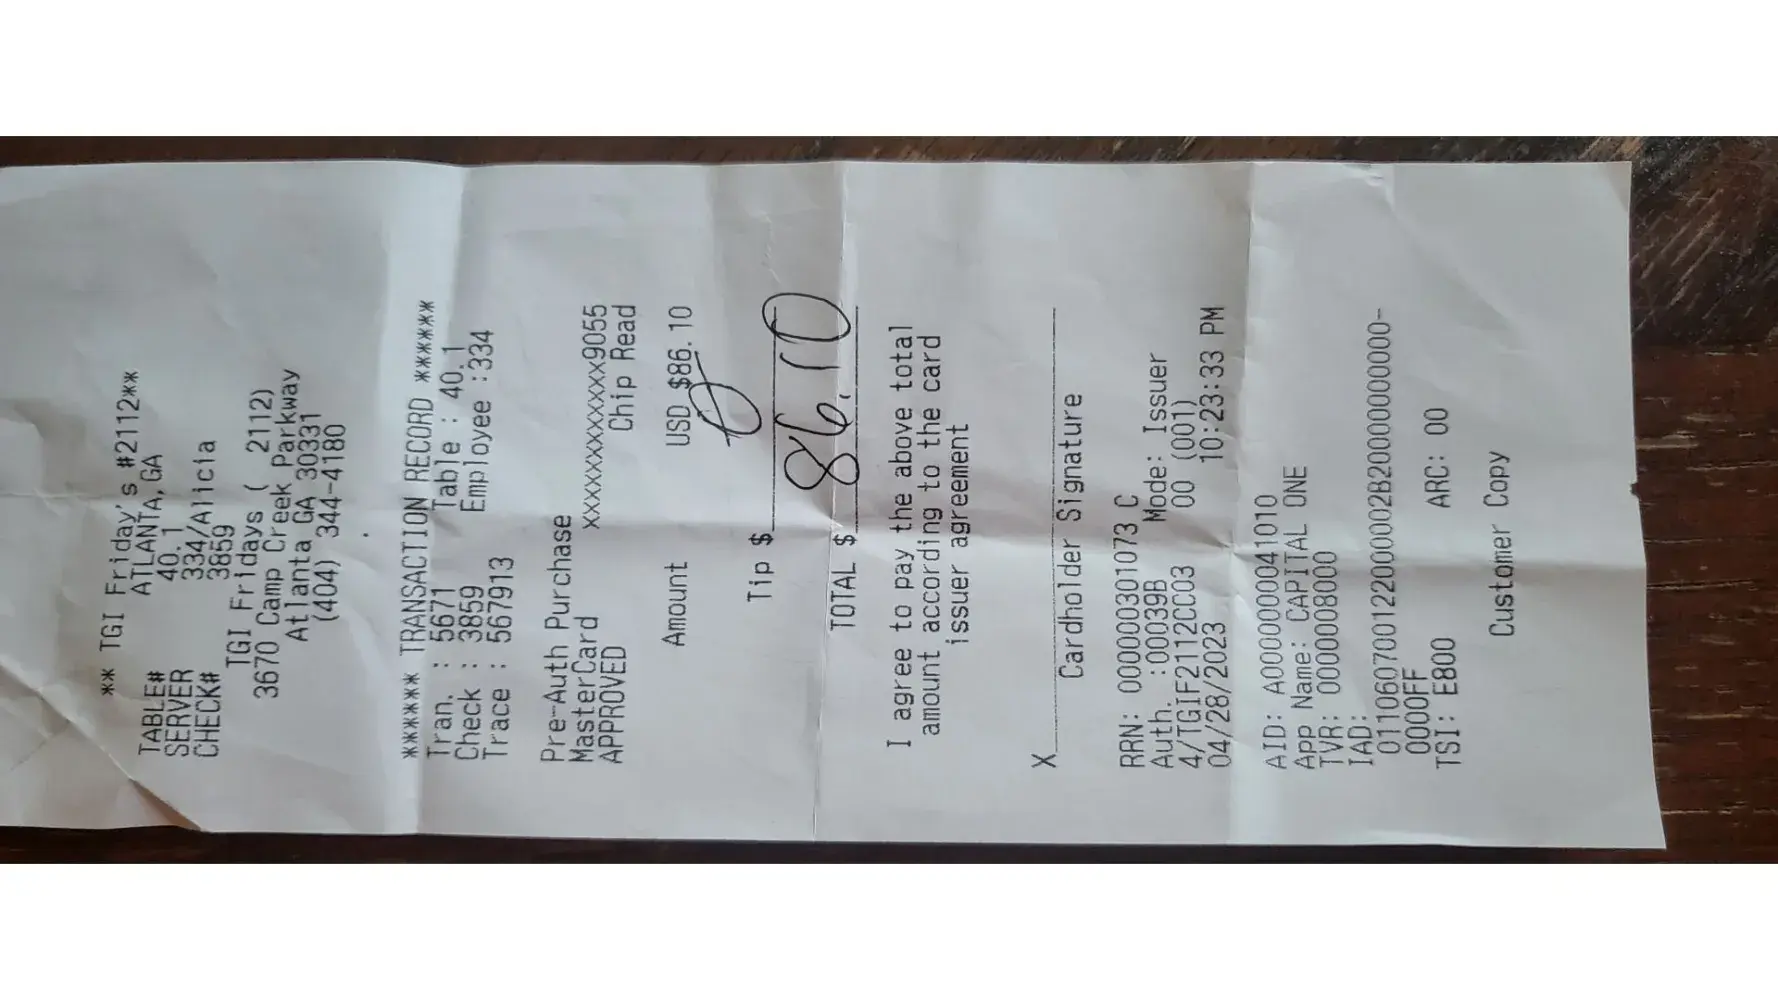 ** TGI Friday's #2112**
ATLANTA,GA
TABLE# 40.1
SERVER 334/Alicia
CHECK# 3859
TGI Fridays ( 2112)
3670 Camp Creek Parkway
Atlanta GA 30331
(404) 344-4180
****** TRANSACTION RECORD ******
Tran. : 5671 Table : 40.1
Check : 3859 Employee :334
Trace : 567913
Pre-Auth Purchase
MasterCard XXXXXXXXXXXX9055
APPROVED Chip Read
Amount USD $86.10
Tip $ 0
TOTAL $ 86.10
I agree to pay the above total
amount according to the card
issuer agreement
X
Cardholder Signature
RRN: 000000301073 C
Auth. :00039B Mode: Issuer
4/TGIF2112CC03 00 (001)
04/28/2023 10:23:33 PM
AID: A0000000041010
App Name: CAPITAL ONE
TVR: 0000008000
IAD:
011060700122000002B2000000000000-
0000FF
TSI: E800 ARC: 00
Customer Copy